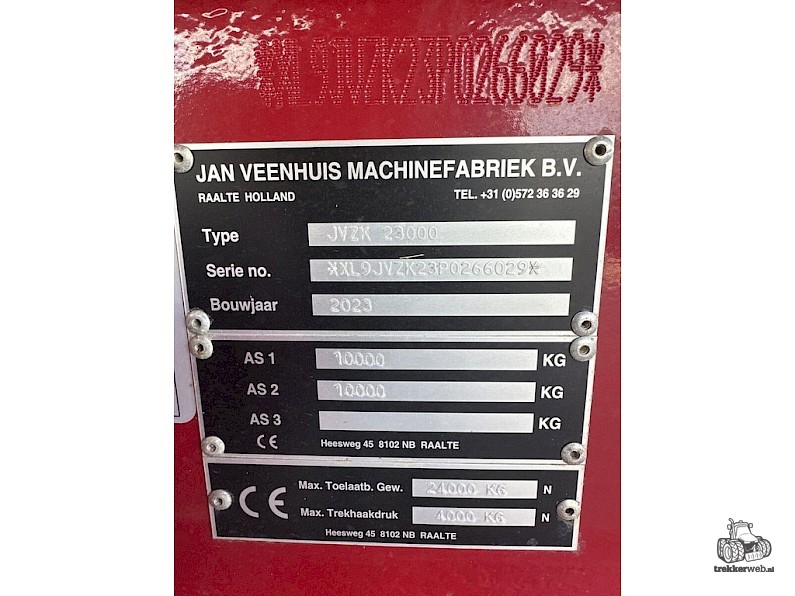 *XL9JVZK23P0266029*
JAN VEENHUIS MACHINEFABRIEK B.V.
RAALTE HOLLAND TEL. +31 (0)572 36 36 29
Type JVZK 23000
Serie no. *XL9JVZK23P0266029*
Bouwjaar 2023
AS 1 10000 KG
AS 2 10000 KG
AS 3 KG
CE Heesweg 45 8102 NB RAALTE
Max. Toelaatb. Gew. 24000 KG N
CE
Max. Trekhaakdruk 4000 KG N
Heesweg 45 8102 NB RAALTE
trekkerweb.nl